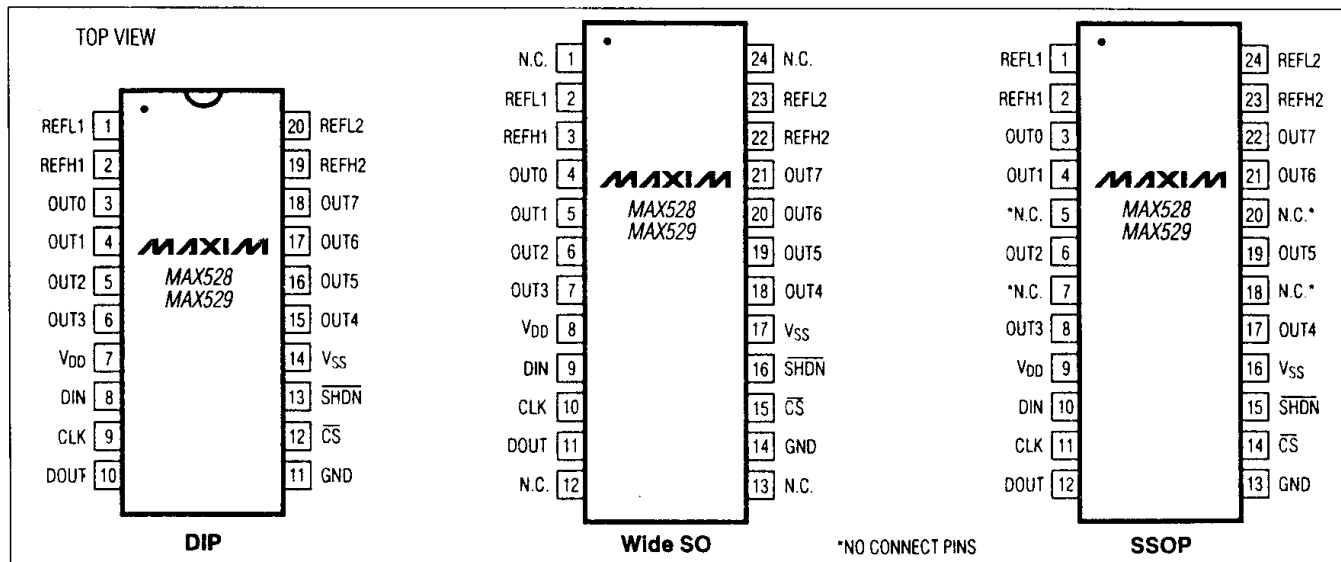 TOP VIEW
REFL1 1 20 REFL2
REFH1 2 19 REFH2
OUT0 3 18 OUT7
OUT1 4 17 OUT6
OUT2 5 16 OUT5
OUT3 6 15 OUT4
VDD 7 14 VSS
DIN 8 13 SHDN
CLK 9 12 CS
DOUT 10 11 GND
MAXIM
MAX528
MAX529
DIP
N.C. 1 24 N.C.
REFL1 2 23 REFL2
REFH1 3 22 REFH2
OUT0 4 21 OUT7
OUT1 5 20 OUT6
OUT2 6 19 OUT5
OUT3 7 18 OUT4
VDD 8 17 VSS
DIN 9 16 SHDN
CLK 10 15 CS
DOUT 11 14 GND
N.C. 12 13 N.C.
MAXIM
MAX528
MAX529
Wide SO
REFL1 1 24 REFL2
REFH1 2 23 REFH2
OUT0 3 22 OUT7
OUT1 4 21 OUT6
*N.C. 5 20 N.C.*
OUT2 6 19 OUT5
*N.C. 7 18 N.C.*
OUT3 8 17 OUT4
VDD 9 16 VSS
DIN 10 15 SHDN
CLK 11 14 CS
DOUT 12 13 GND
MAXIM
MAX528
MAX529
*NO CONNECT PINS
SSOP